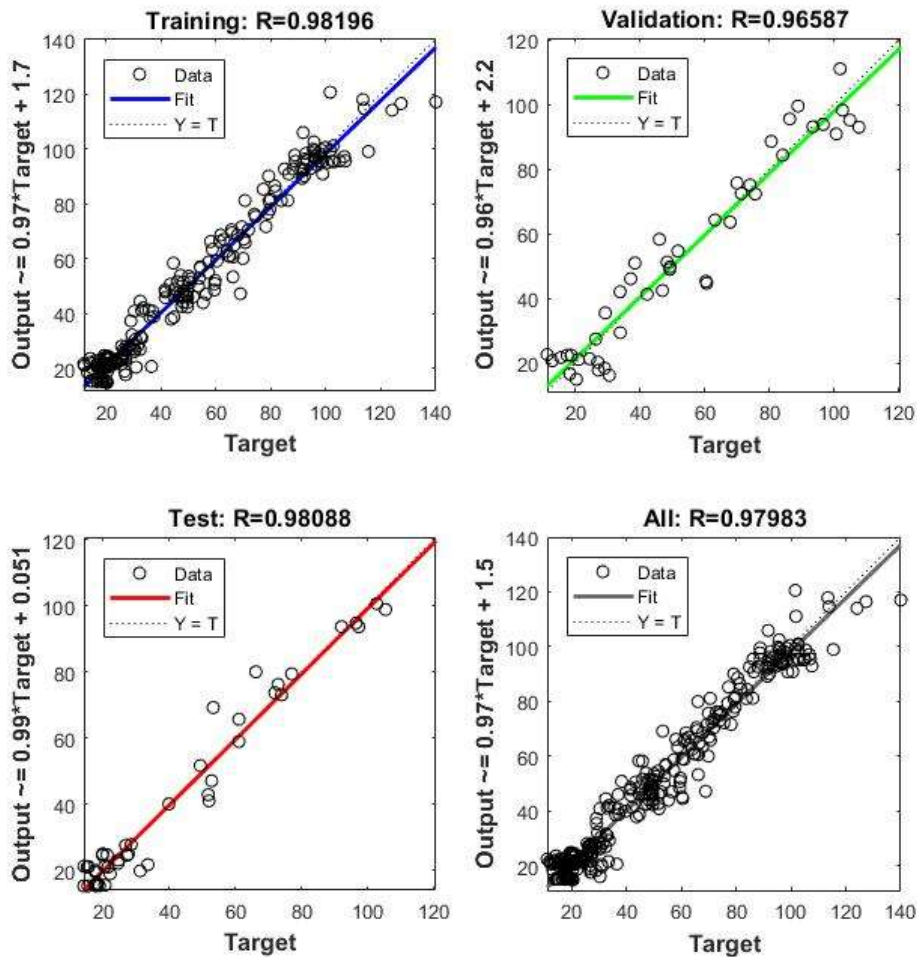 Training: R=0.98196
Output ~= 0.97*Target + 1.7
140
120
100
80
60
40
20
Data
Fit
Y = T
20 40 60 80 100 120 140
Target
Validation: R=0.96587
Output ~= 0.96*Target + 2.2
120
100
80
60
40
20
Data
Fit
Y = T
20 40 60 80 100 120
Target
Test: R=0.98088
Output ~= 0.99*Target + 0.051
120
100
80
60
40
20
Data
Fit
Y = T
20 40 60 80 100 120
Target
All: R=0.97983
Output ~= 0.97*Target + 1.5
140
120
100
80
60
40
20
Data
Fit
Y = T
20 40 60 80 100 120 140
Target